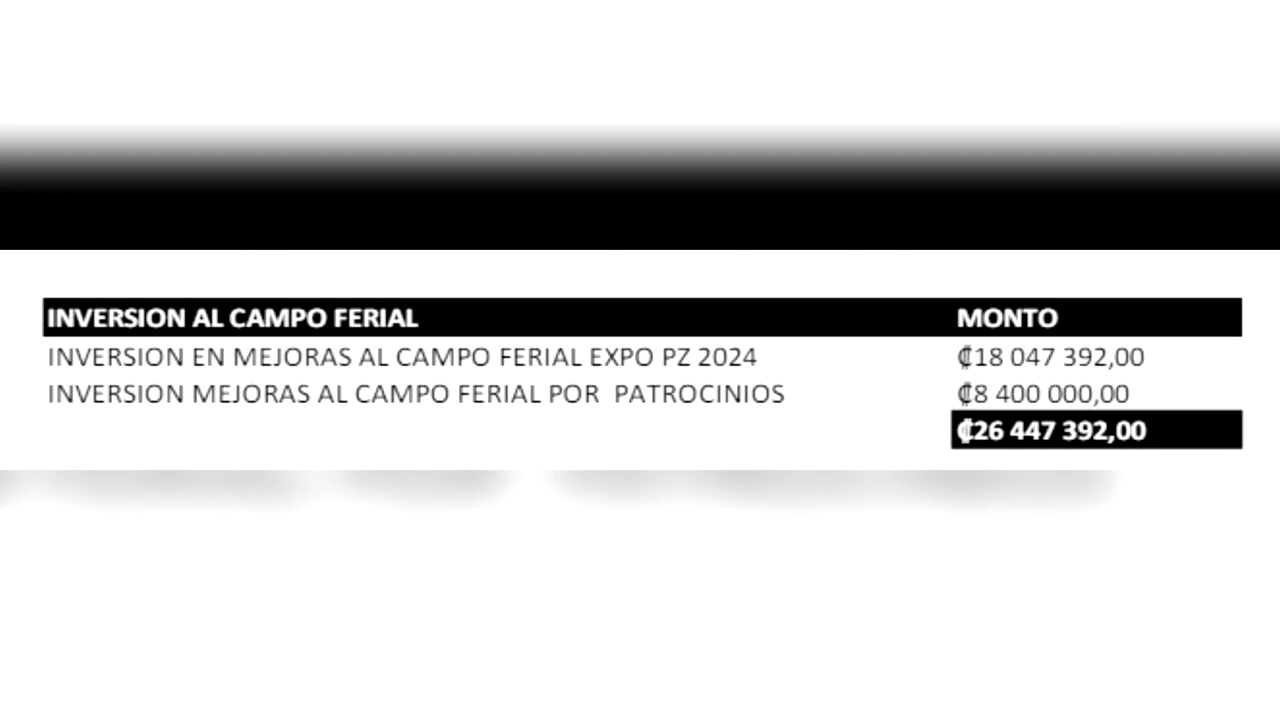 INVERSION AL CAMPO FERIAL MONTO
INVERSION EN MEJORAS AL CAMPO FERIAL EXPO PZ 2024 ₡18 047 392,00
INVERSION MEJORAS AL CAMPO FERIAL POR  PATROCINIOS ₡8 400 000,00
₡26 447 392,00